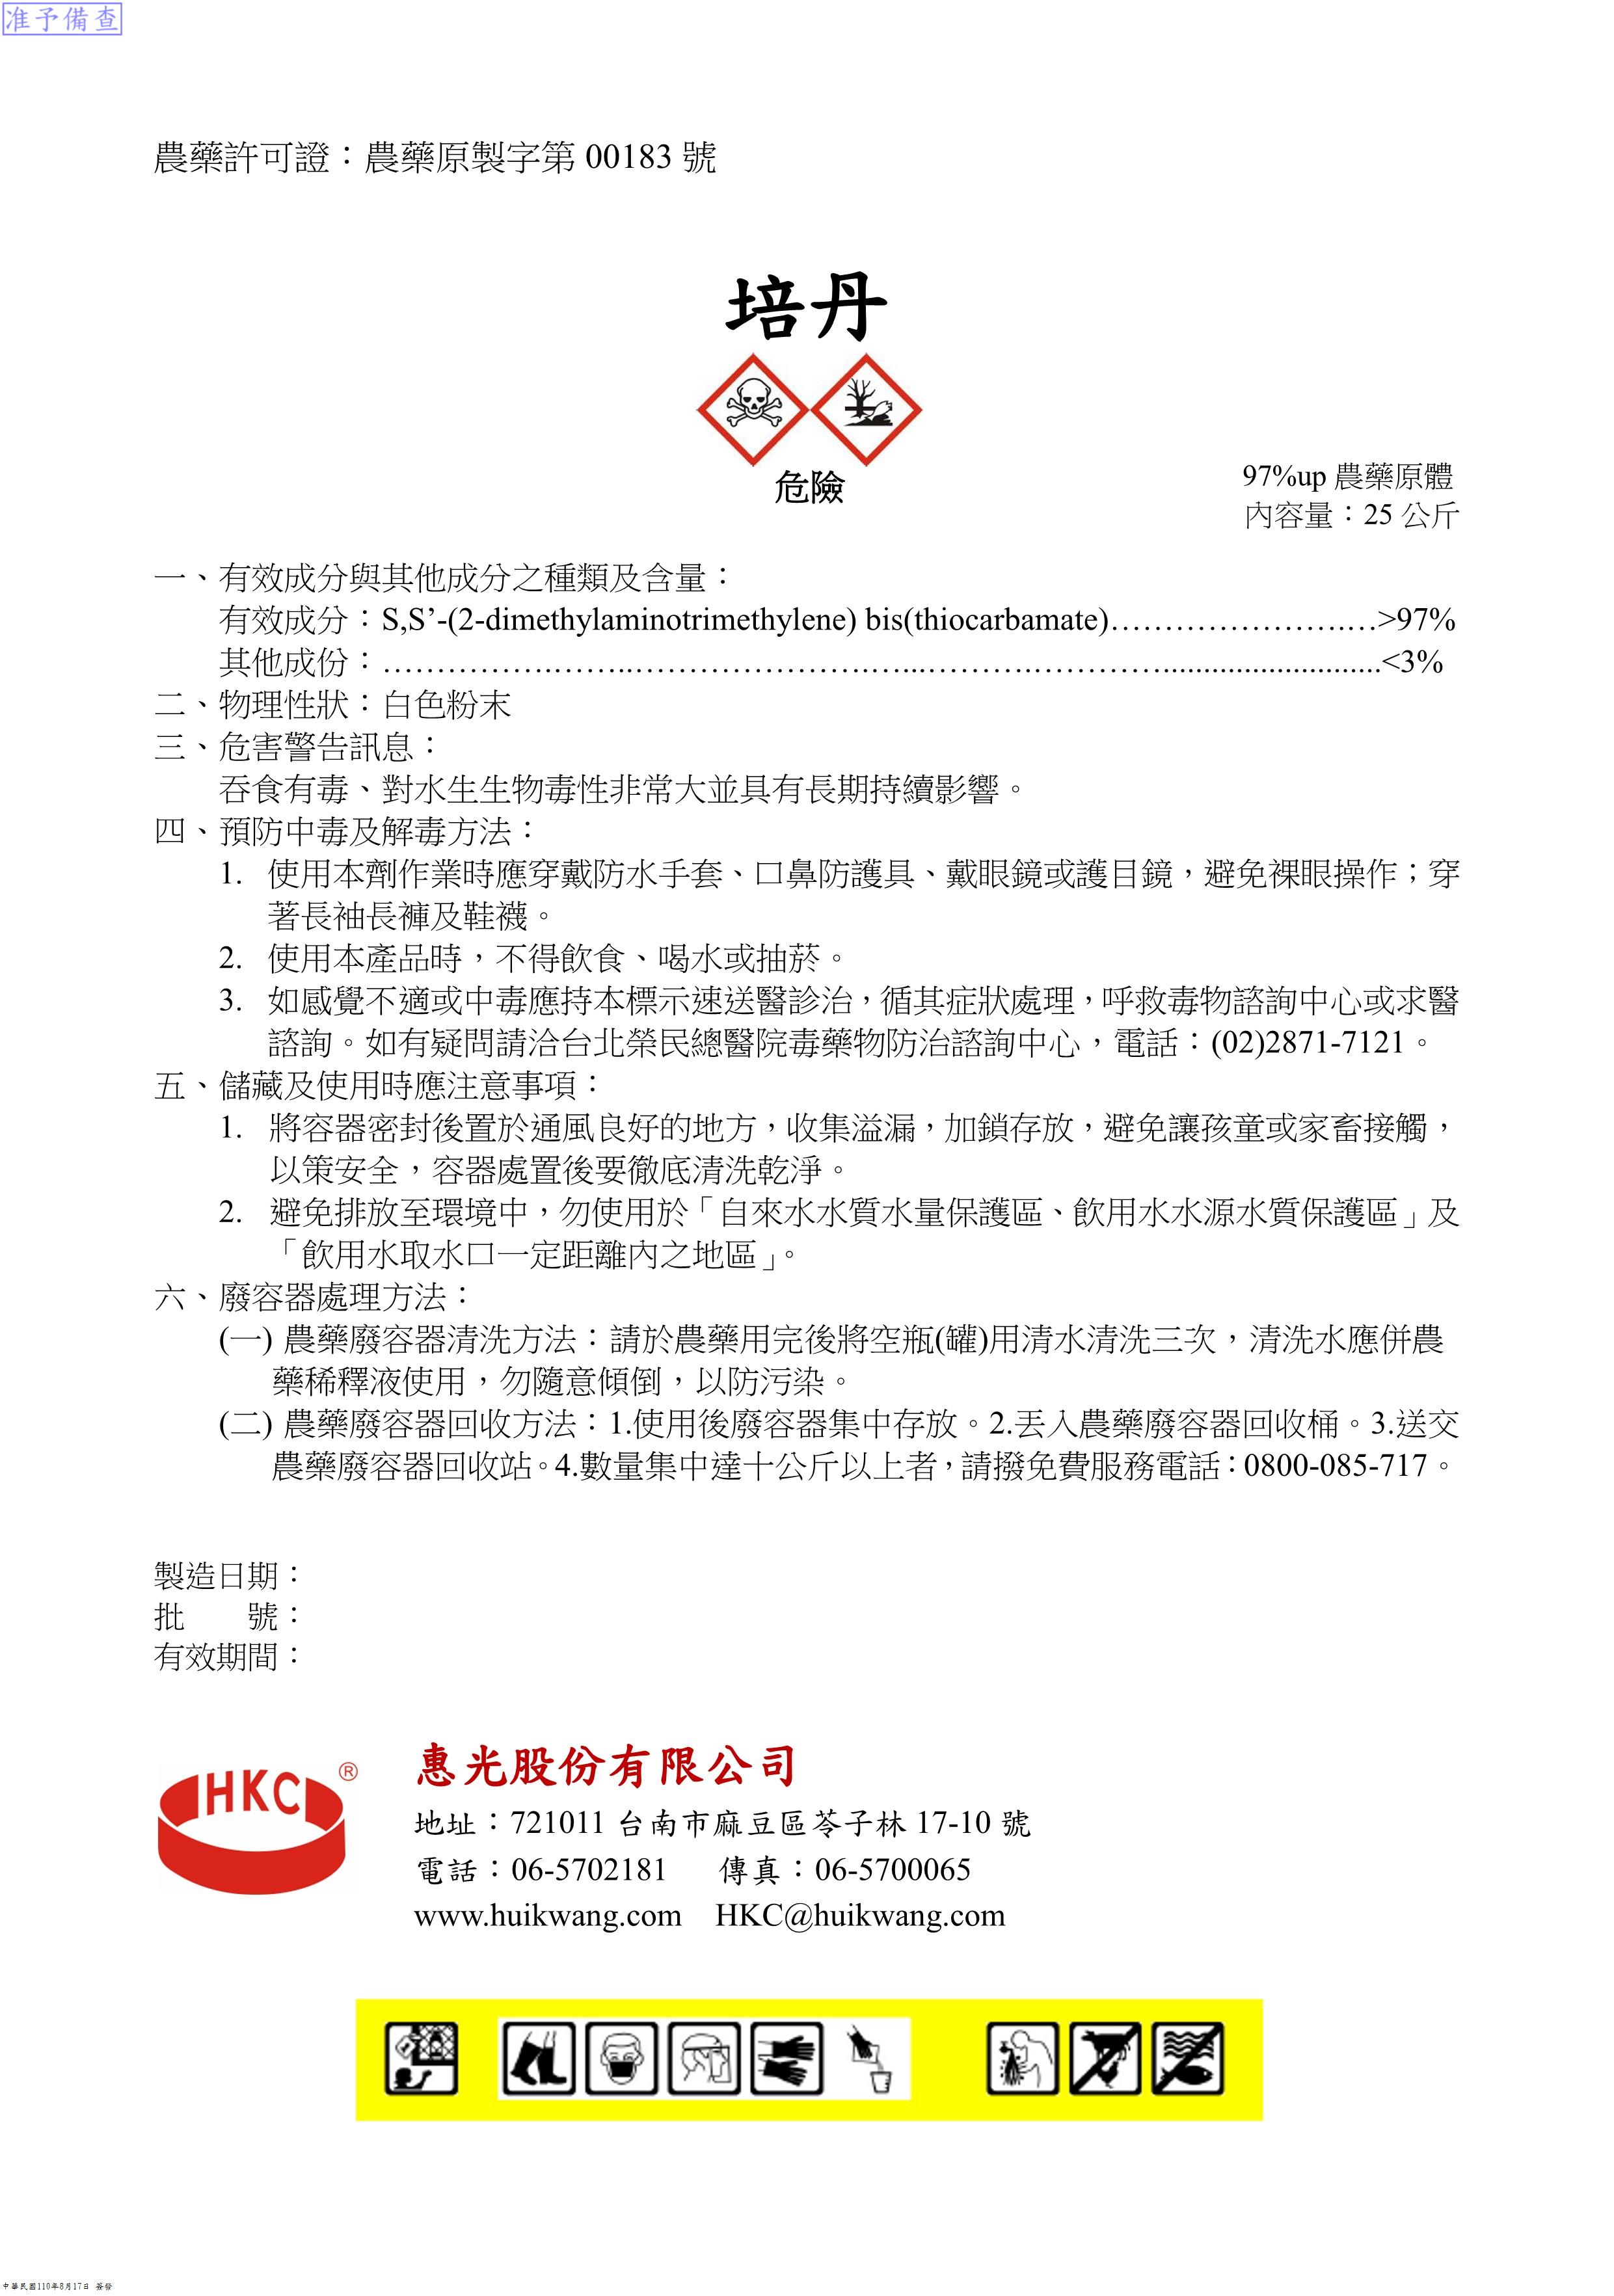 准予備查
農藥許可證：農藥原製字第 00183 號
培丹
危險
97%up 農藥原體
內容量：25 公斤
一、有效成分與其他成分之種類及含量：
有效成分：S,S’-(2-dimethylaminotrimethylene) bis(thiocarbamate)…………………….…>97%
其他成份：…………….……..………………….…...……….………….........................<3%
二、物理性狀：白色粉末
三、危害警告訊息：
吞食有毒、對水生生物毒性非常大並具有長期持續影響。
四、預防中毒及解毒方法：
1. 使用本劑作業時應穿戴防水手套、口鼻防護具、戴眼鏡或護目鏡，避免裸眼操作；穿
著長袖長褲及鞋襪。
2. 使用本產品時，不得飲食、喝水或抽菸。
3. 如感覺不適或中毒應持本標示速送醫診治，循其症狀處理，呼救毒物諮詢中心或求醫
諮詢。如有疑問請洽台北榮民總醫院毒藥物防治諮詢中心，電話：(02)2871-7121。
五、儲藏及使用時應注意事項：
1. 將容器密封後置於通風良好的地方，收集溢漏，加鎖存放，避免讓孩童或家畜接觸，
以策安全，容器處置後要徹底清洗乾淨。
2. 避免排放至環境中，勿使用於「自來水水質水量保護區、飲用水水源水質保護區」及
「飲用水取水口一定距離內之地區」。
六、廢容器處理方法：
(一) 農藥廢容器清洗方法：請於農藥用完後將空瓶(罐)用清水清洗三次，清洗水應併農
藥稀釋液使用，勿隨意傾倒，以防污染。
(二) 農藥廢容器回收方法：1.使用後廢容器集中存放。2.丟入農藥廢容器回收桶。3.送交
農藥廢容器回收站。4.數量集中達十公斤以上者，請撥免費服務電話：0800-085-717。
製造日期：
批　　號：
有效期間：
HKC ®
惠光股份有限公司
地址：721011 台南市麻豆區苓子林 17-10 號
電話：06-5702181 傳真：06-5700065
www.huikwang.com HKC@huikwang.com
中華民國110年8月17日 簽發